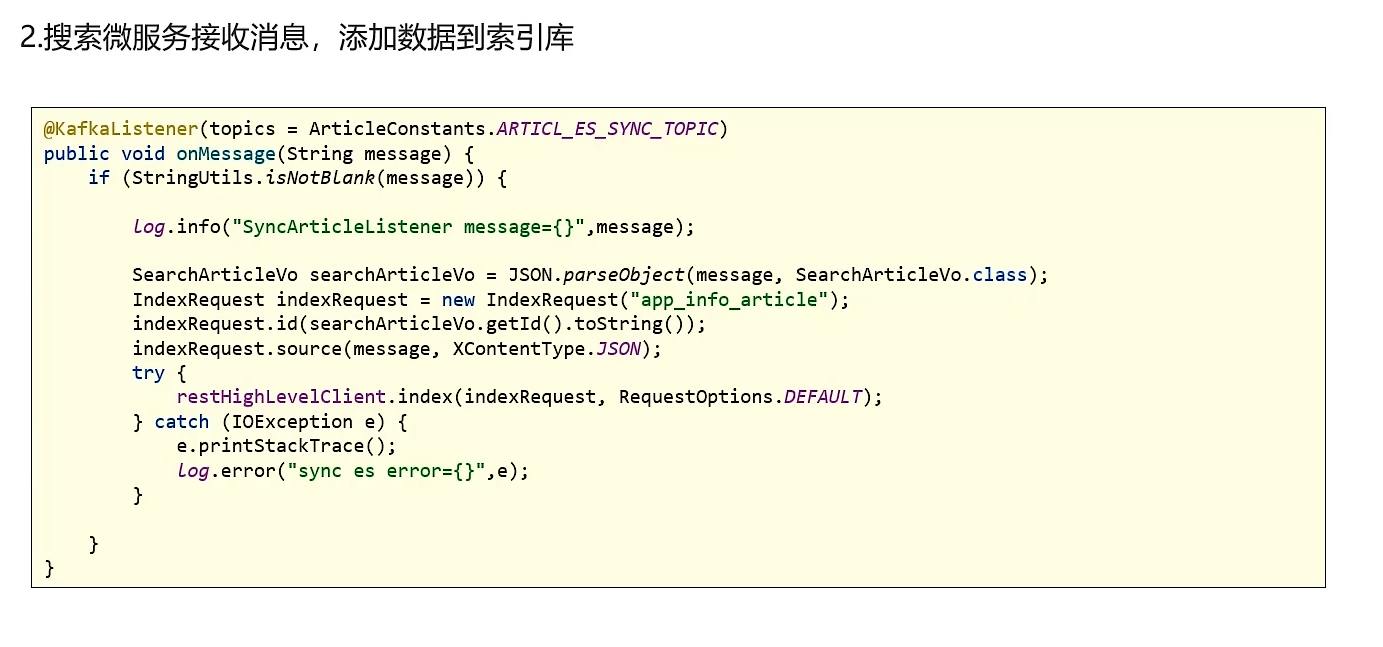 2.搜索微服务接收消息，添加数据到索引库
@KafkaListener(topics = ArticleConstants.ARTICL_ES_SYNC_TOPIC)
public void onMessage(String message) {
    if (StringUtils.isNotBlank(message)) {
        log.info("SyncArticleListener message={}",message);
        SearchArticleVo searchArticleVo = JSON.parseObject(message, SearchArticleVo.class);
        IndexRequest indexRequest = new IndexRequest("app_info_article");
        indexRequest.id(searchArticleVo.getId().toString());
        indexRequest.source(message, XContentType.JSON);
        try {
            restHighLevelClient.index(indexRequest, RequestOptions.DEFAULT);
        } catch (IOException e) {
            e.printStackTrace();
            log.error("sync es error={}",e);
        }
    }
}